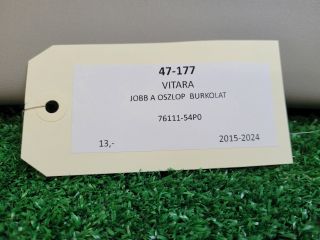 47-177
VITARA
JOBB A OSZLOP BURKOLAT
76111-54P0
13,- 2015-2024